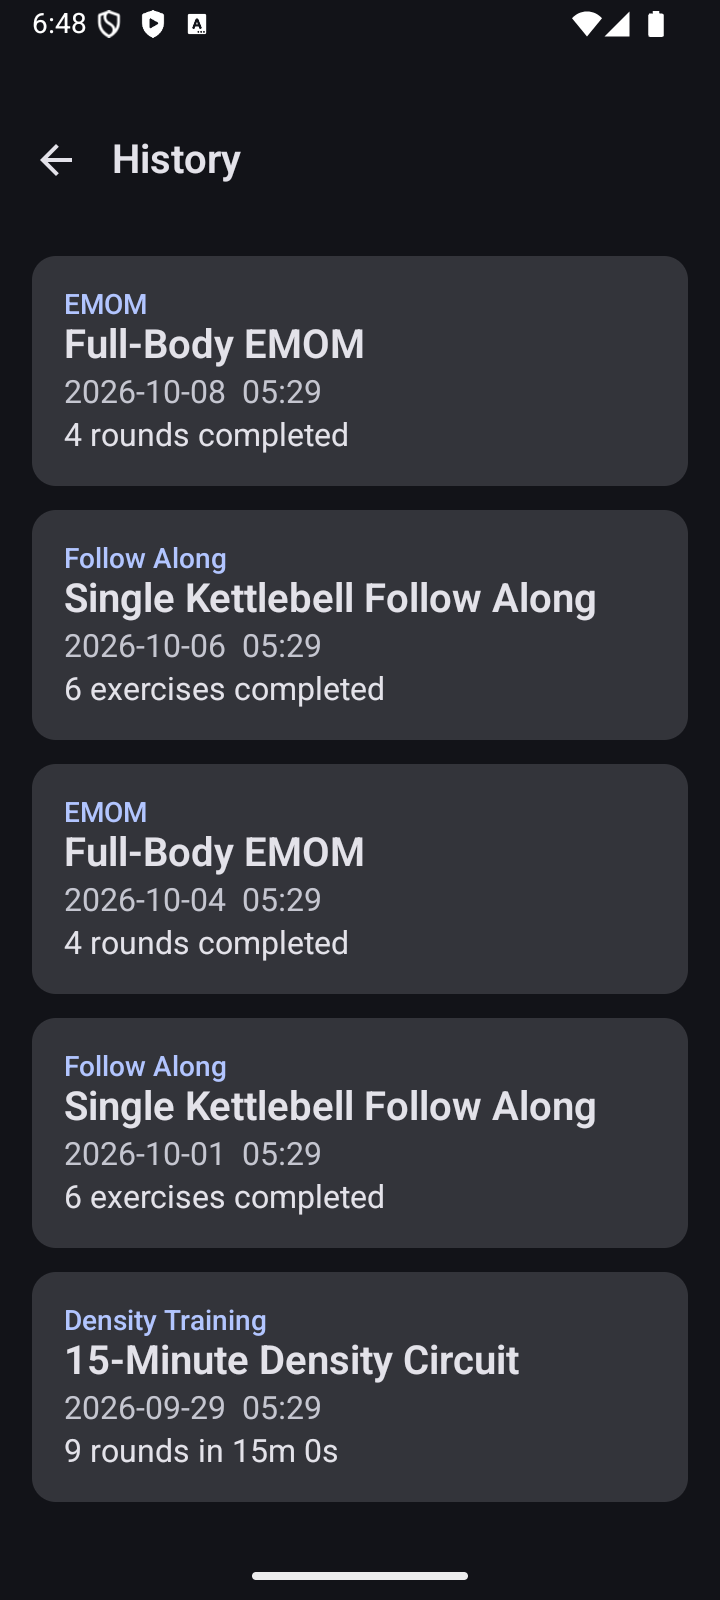 6:48
History
EMOM
Full-Body EMOM
2026-10-08 05:29
4 rounds completed
Follow Along
Single Kettlebell Follow Along
2026-10-06 05:29
6 exercises completed
EMOM
Full-Body EMOM
2026-10-04 05:29
4 rounds completed
Follow Along
Single Kettlebell Follow Along
2026-10-01 05:29
6 exercises completed
Density Training
15-Minute Density Circuit
2026-09-29 05:29
9 rounds in 15m 0s